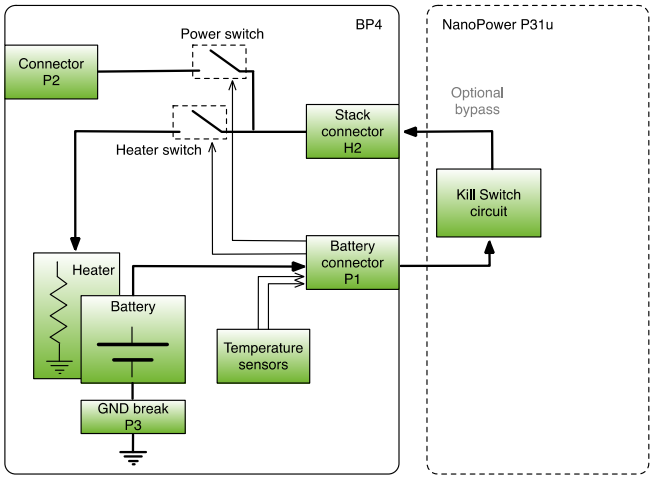 BP4
NanoPower P31u
Power switch
Connector
P2
Optional
bypass
Stack
connector
H2
Heater switch
Kill Switch
circuit
Battery
connector
P1
Heater
Battery
Temperature
sensors
GND break
P3